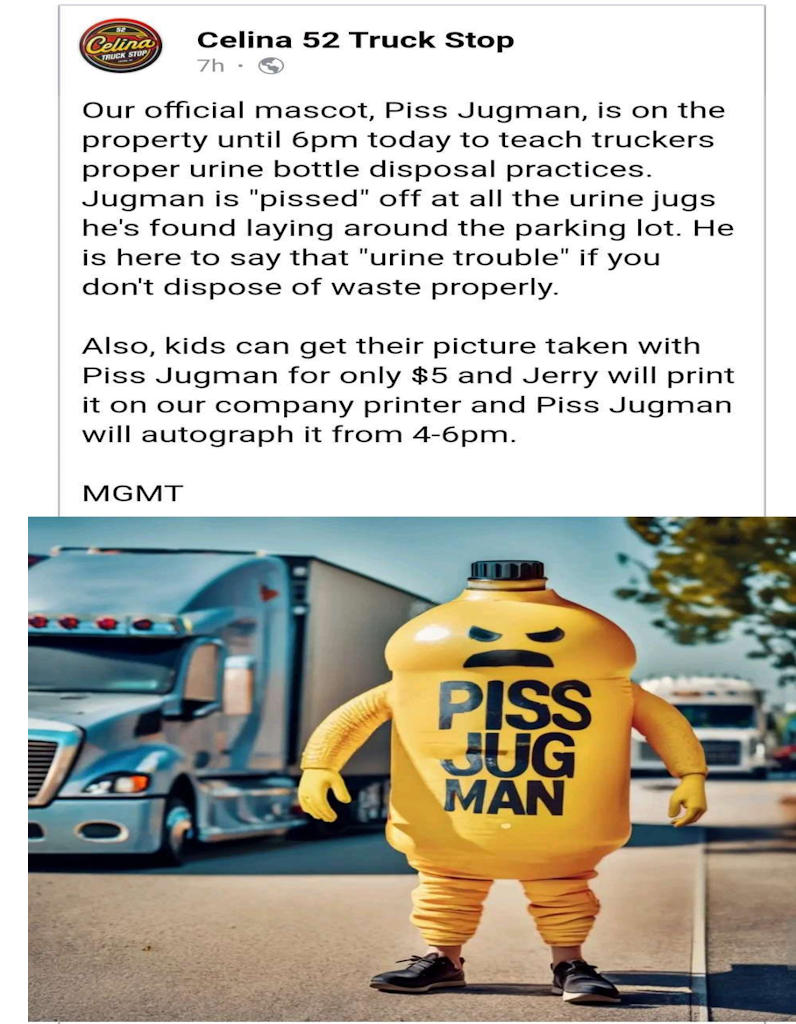 52
Celina
TRUCK STOP
Celina 52 Truck Stop
7h ·
Our official mascot, Piss Jugman, is on the
property until 6pm today to teach truckers
proper urine bottle disposal practices.
Jugman is "pissed" off at all the urine jugs
he's found laying around the parking lot. He
is here to say that "urine trouble" if you
don't dispose of waste properly.
Also, kids can get their picture taken with
Piss Jugman for only $5 and Jerry will print
it on our company printer and Piss Jugman
will autograph it from 4-6pm.
MGMT
PISS
JUG
MAN